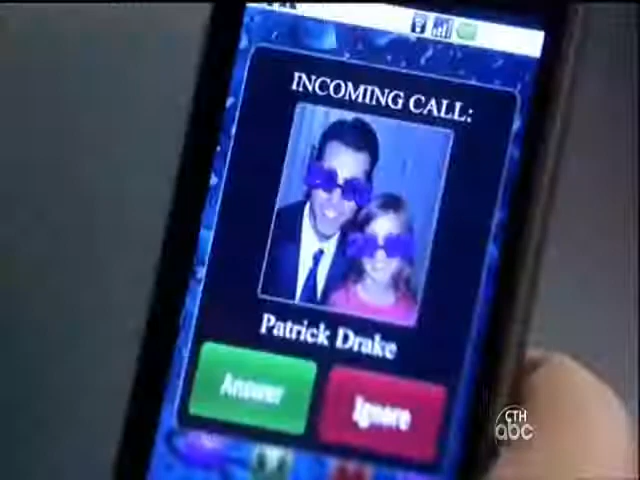 INCOMING CALL:
Patrick Drake
Answer
Ignore
CTH
abc